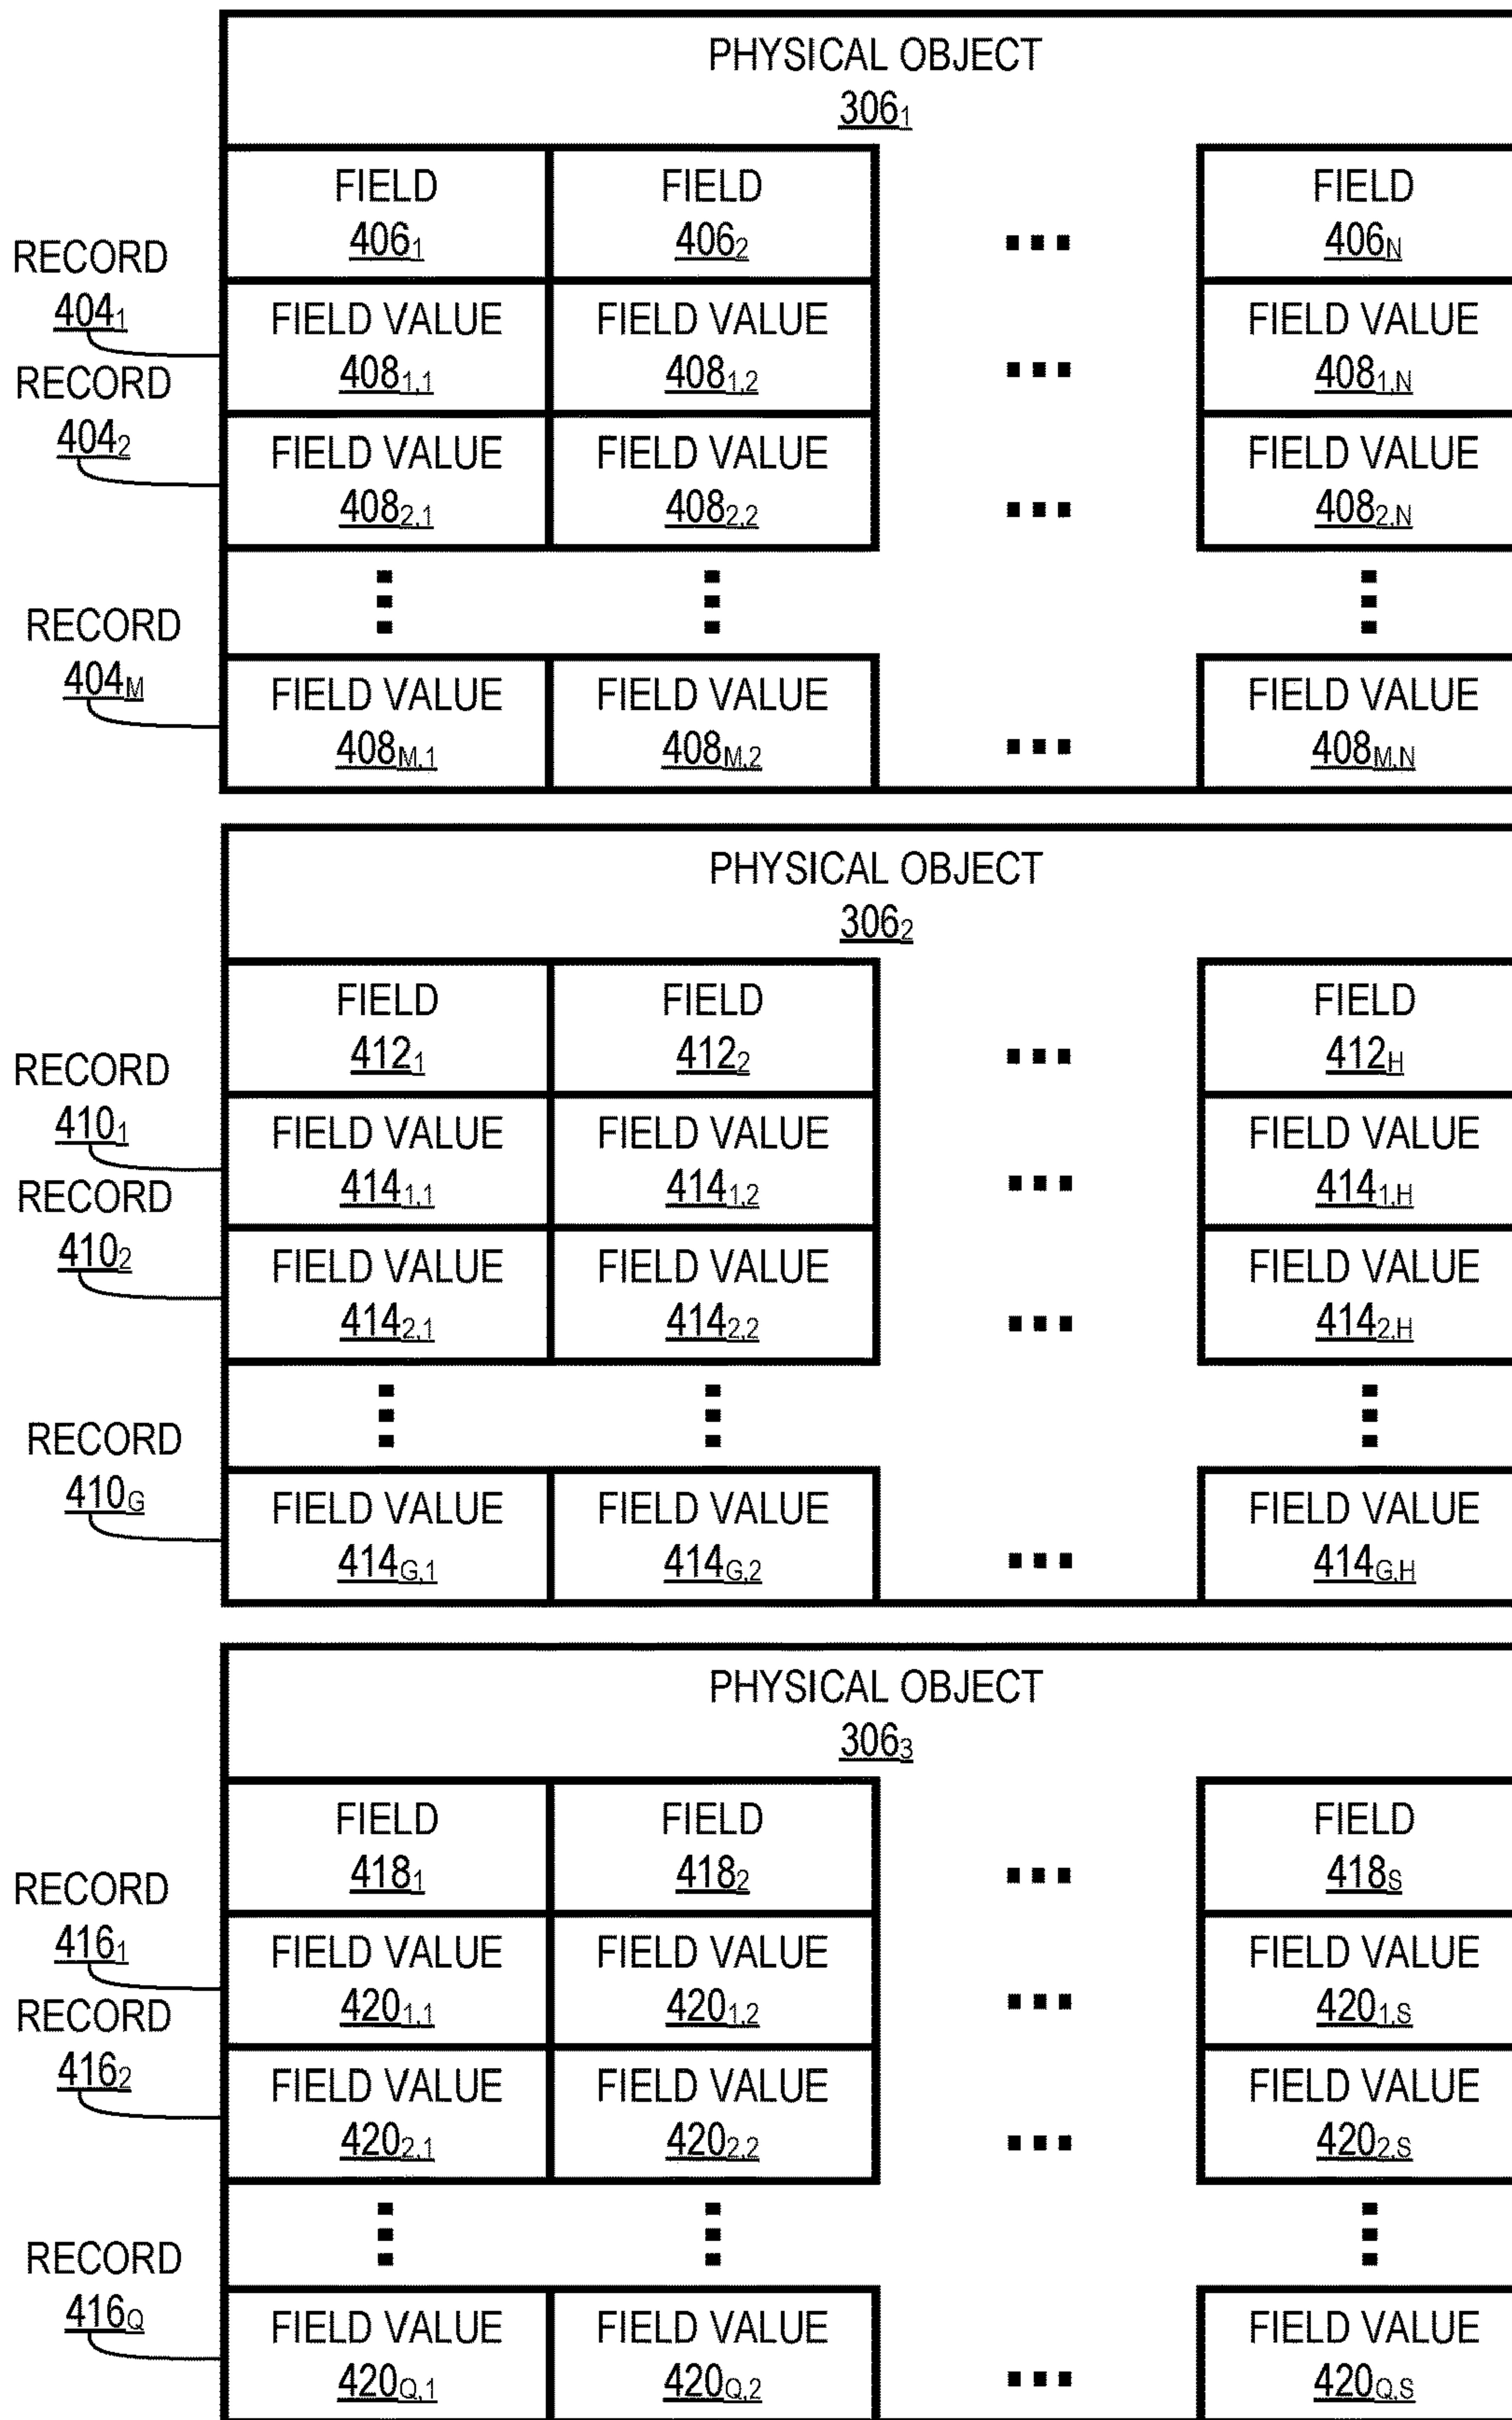 PHYSICAL OBJECT
306₁
FIELD FIELD FIELD
406₁ 406₂ ... 406N
RECORD
404₁
FIELD VALUE FIELD VALUE FIELD VALUE
408₁,₁ 408₁,₂ ... 408₁,N
RECORD
404₂
FIELD VALUE FIELD VALUE FIELD VALUE
408₂,₁ 408₂,₂ ... 408₂,N
RECORD
404M
FIELD VALUE FIELD VALUE FIELD VALUE
408M,₁ 408M,₂ ... 408M,N
PHYSICAL OBJECT
306₂
FIELD FIELD FIELD
412₁ 412₂ ... 412H
RECORD
410₁
FIELD VALUE FIELD VALUE FIELD VALUE
414₁,₁ 414₁,₂ ... 414₁,H
RECORD
410₂
FIELD VALUE FIELD VALUE FIELD VALUE
414₂,₁ 414₂,₂ ... 414₂,H
RECORD
410G
FIELD VALUE FIELD VALUE FIELD VALUE
414G,₁ 414G,₂ ... 414G,H
PHYSICAL OBJECT
306₃
FIELD FIELD FIELD
418₁ 418₂ ... 418S
RECORD
416₁
FIELD VALUE FIELD VALUE FIELD VALUE
420₁,₁ 420₁,₂ ... 420₁,S
RECORD
416₂
FIELD VALUE FIELD VALUE FIELD VALUE
420₂,₁ 420₂,₂ ... 420₂,S
RECORD
416Q
FIELD VALUE FIELD VALUE FIELD VALUE
420Q,₁ 420Q,₂ ... 420Q,S